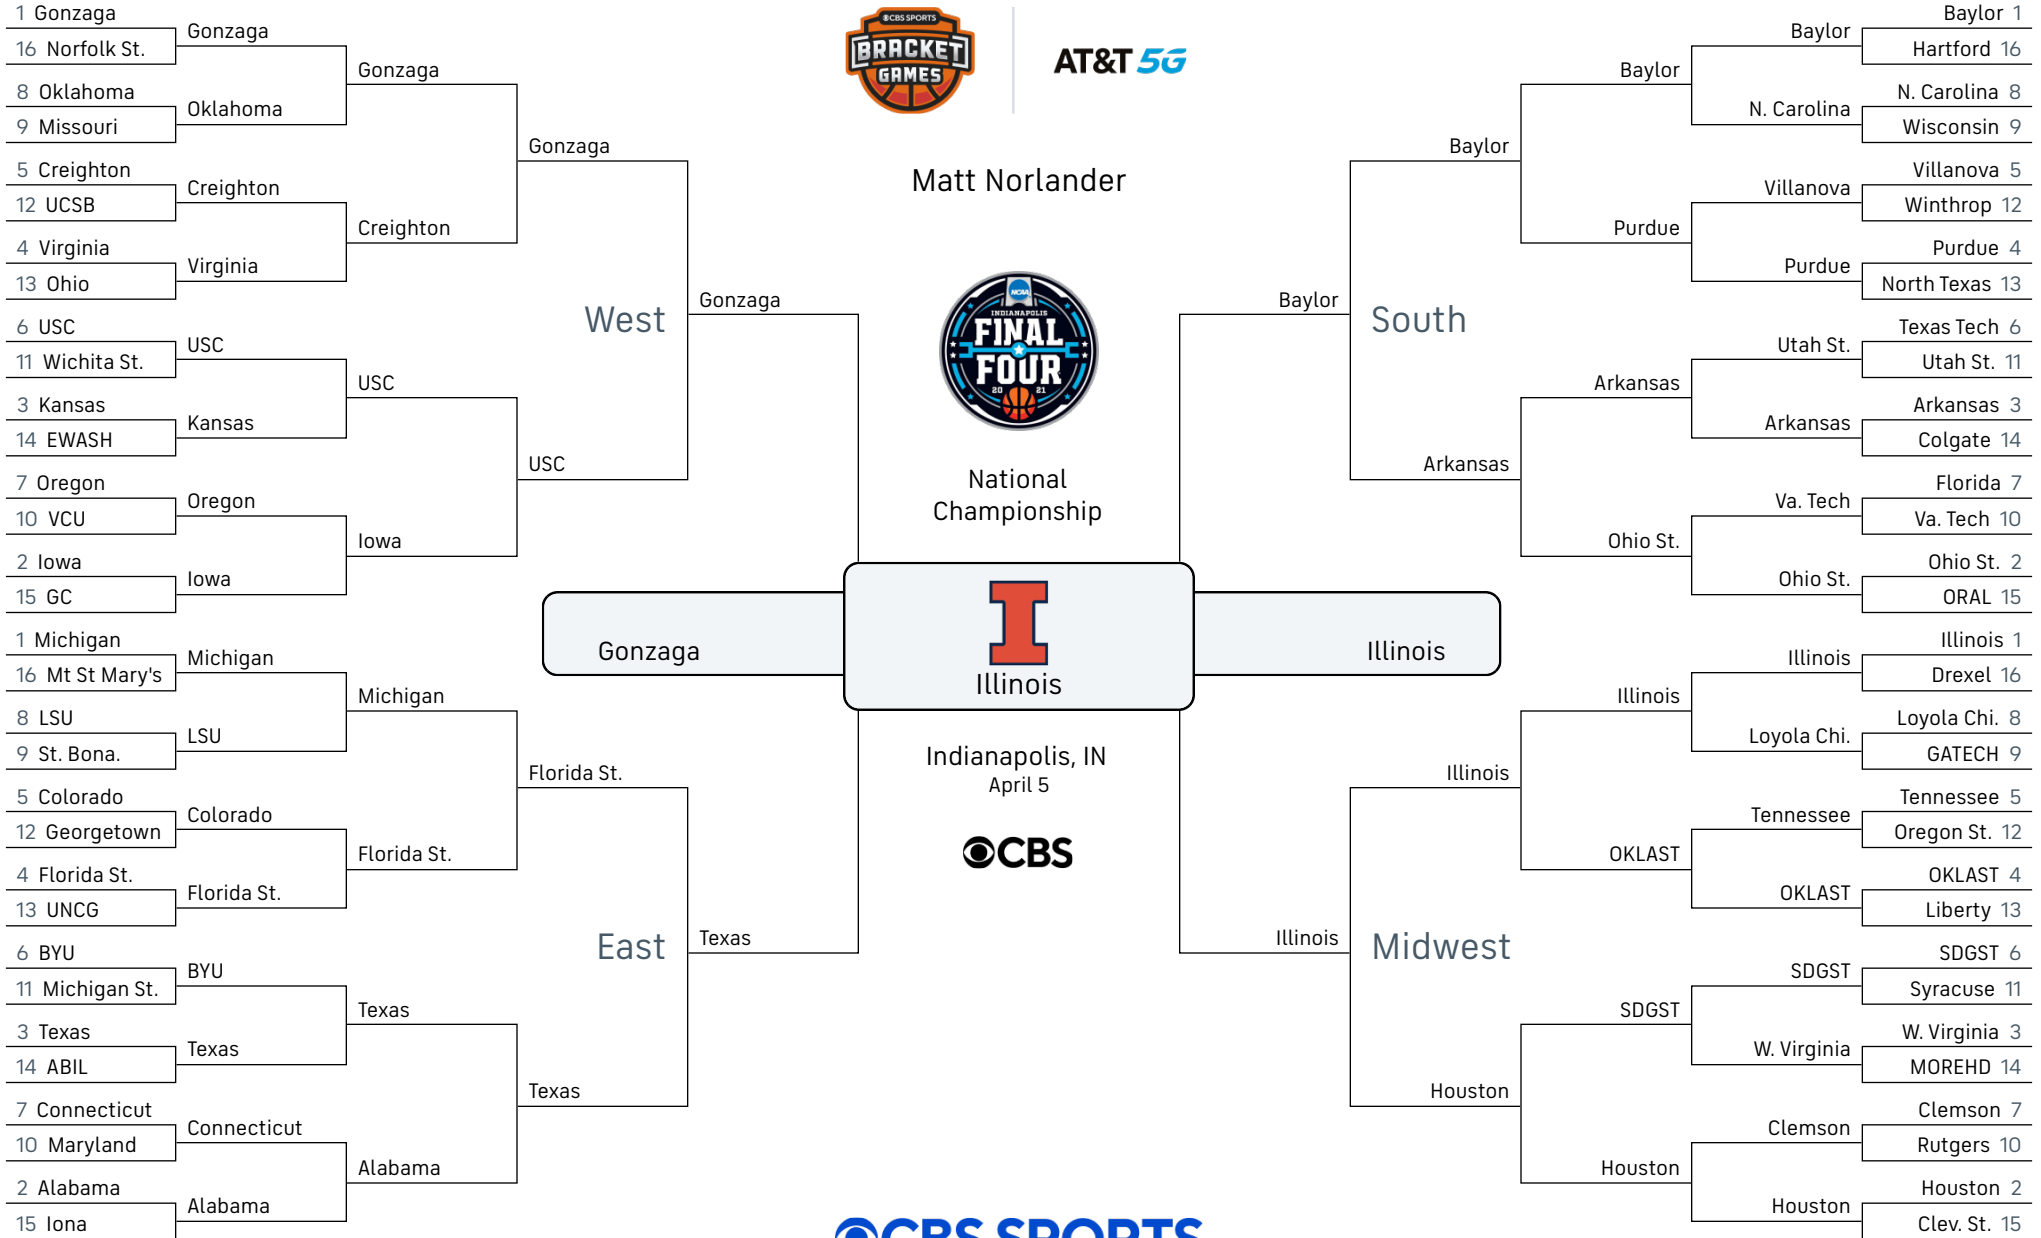 1 Gonzaga
16 Norfolk St.
8 Oklahoma
9 Missouri
5 Creighton
12 UCSB
4 Virginia
13 Ohio
6 USC
11 Wichita St.
3 Kansas
14 EWASH
7 Oregon
10 VCU
2 Iowa
15 GC
Gonzaga
Oklahoma
Creighton
Virginia
USC
Kansas
Oregon
Iowa
Gonzaga
Creighton
USC
Iowa
Gonzaga
USC
West
Gonzaga
1 Michigan
16 Mt St Mary's
8 LSU
9 St. Bona.
5 Colorado
12 Georgetown
4 Florida St.
13 UNCG
6 BYU
11 Michigan St.
3 Texas
14 ABIL
7 Connecticut
10 Maryland
2 Alabama
15 Iona
Michigan
LSU
Colorado
Florida St.
BYU
Texas
Connecticut
Alabama
Michigan
Florida St.
Texas
Alabama
Florida St.
Texas
East
Texas
CBS SPORTS
BRACKET
GAMES
AT&T 5G
Matt Norlander
NCAA
INDIANAPOLIS
FINAL
FOUR
20 21
National
Championship
Gonzaga
Illinois
Illinois
Indianapolis, IN
April 5
CBS
CBS SPORTS
Baylor 1
Hartford 16
N. Carolina 8
Wisconsin 9
Villanova 5
Winthrop 12
Purdue 4
North Texas 13
Texas Tech 6
Utah St. 11
Arkansas 3
Colgate 14
Florida 7
Va. Tech 10
Ohio St. 2
ORAL 15
Baylor
N. Carolina
Villanova
Purdue
Utah St.
Arkansas
Va. Tech
Ohio St.
Baylor
Purdue
Arkansas
Ohio St.
Baylor
Arkansas
South
Baylor
Illinois 1
Drexel 16
Loyola Chi. 8
GATECH 9
Tennessee 5
Oregon St. 12
OKLAST 4
Liberty 13
SDGST 6
Syracuse 11
W. Virginia 3
MOREHD 14
Clemson 7
Rutgers 10
Houston 2
Clev. St. 15
Illinois
Loyola Chi.
Tennessee
OKLAST
SDGST
W. Virginia
Clemson
Houston
Illinois
OKLAST
SDGST
Houston
Illinois
Houston
Midwest
Illinois